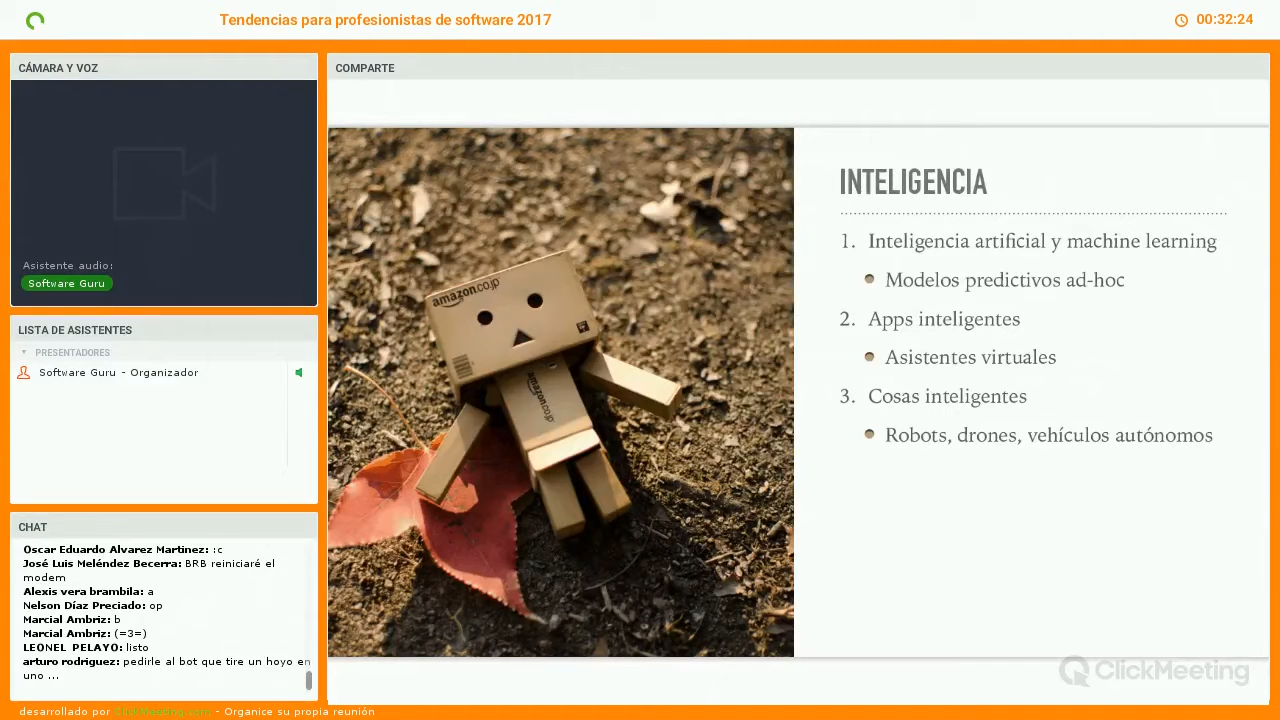 Tendencias para profesionistas de software 2017
00:32:24
CÁMARA Y VOZ
Asistente audio:
Software Guru
LISTA DE ASISTENTES
PRESENTADORES
Software Guru - Organizador
CHAT
Oscar Eduardo Alvarez Martinez: :c
José Luis Meléndez Becerra: BRB reiniciaré el
modem
Alexis vera brambila: a
Nelson Díaz Preciado: op
Marcial Ambriz: b
Marcial Ambriz: (=3=)
LEONEL PELAYO: listo
arturo rodriguez: pedirle al bot que tire un hoyo en
uno ...
COMPARTE
amazon.co.jp
amazon.co.jp
INTELIGENCIA
1. Inteligencia artificial y machine learning
Modelos predictivos ad-hoc
2. Apps inteligentes
Asistentes virtuales
3. Cosas inteligentes
Robots, drones, vehículos autónomos
ClickMeeting
desarrollado por - Organice su propia reunión